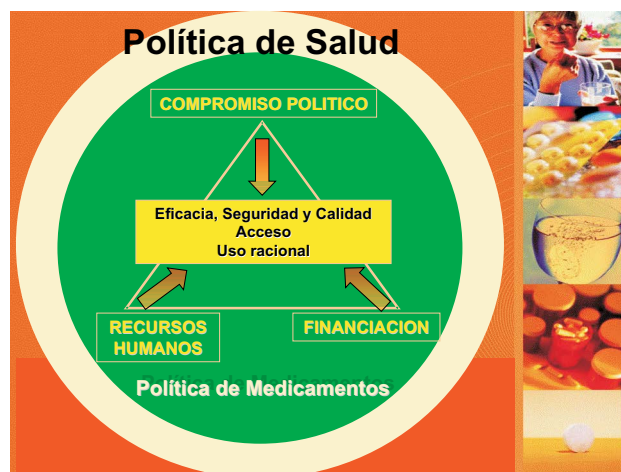 Política de Salud
COMPROMISO POLITICO
Eficacia, Seguridad y Calidad
Acceso
Uso racional
RECURSOS
HUMANOS
FINANCIACION
Política de Medicamentos